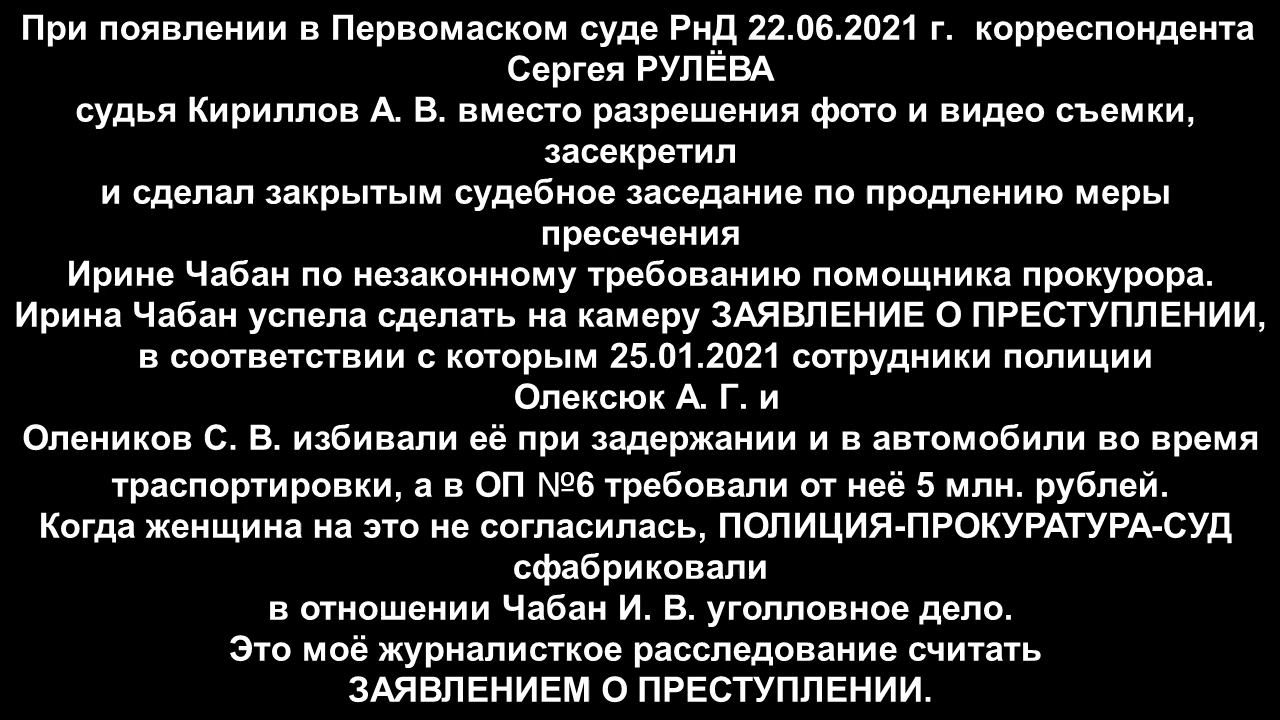 При появлении в Первомаском суде РнД 22.06.2021 г. корреспондента
Сергея РУЛЁВА
судья Кириллов А. В. вместо разрешения фото и видео съемки,
засекретил
и сделал закрытым судебное заседание по продлению меры
пресечения
Ирине Чабан по незаконному требованию помощника прокурора.
Ирина Чабан успела сделать на камеру ЗАЯВЛЕНИЕ О ПРЕСТУПЛЕНИИ,
в соответствии с которым 25.01.2021 сотрудники полиции
Олексюк А. Г. и
Олеников С. В. избивали её при задержании и в автомобили во время
траспортировки, а в ОП №6 требовали от неё 5 млн. рублей.
Когда женщина на это не согласилась, ПОЛИЦИЯ-ПРОКУРАТУРА-СУД
сфабриковали
в отношении Чабан И. В. уголловное дело.
Это моё журналисткое расследование считать
ЗАЯВЛЕНИЕМ О ПРЕСТУПЛЕНИИ.